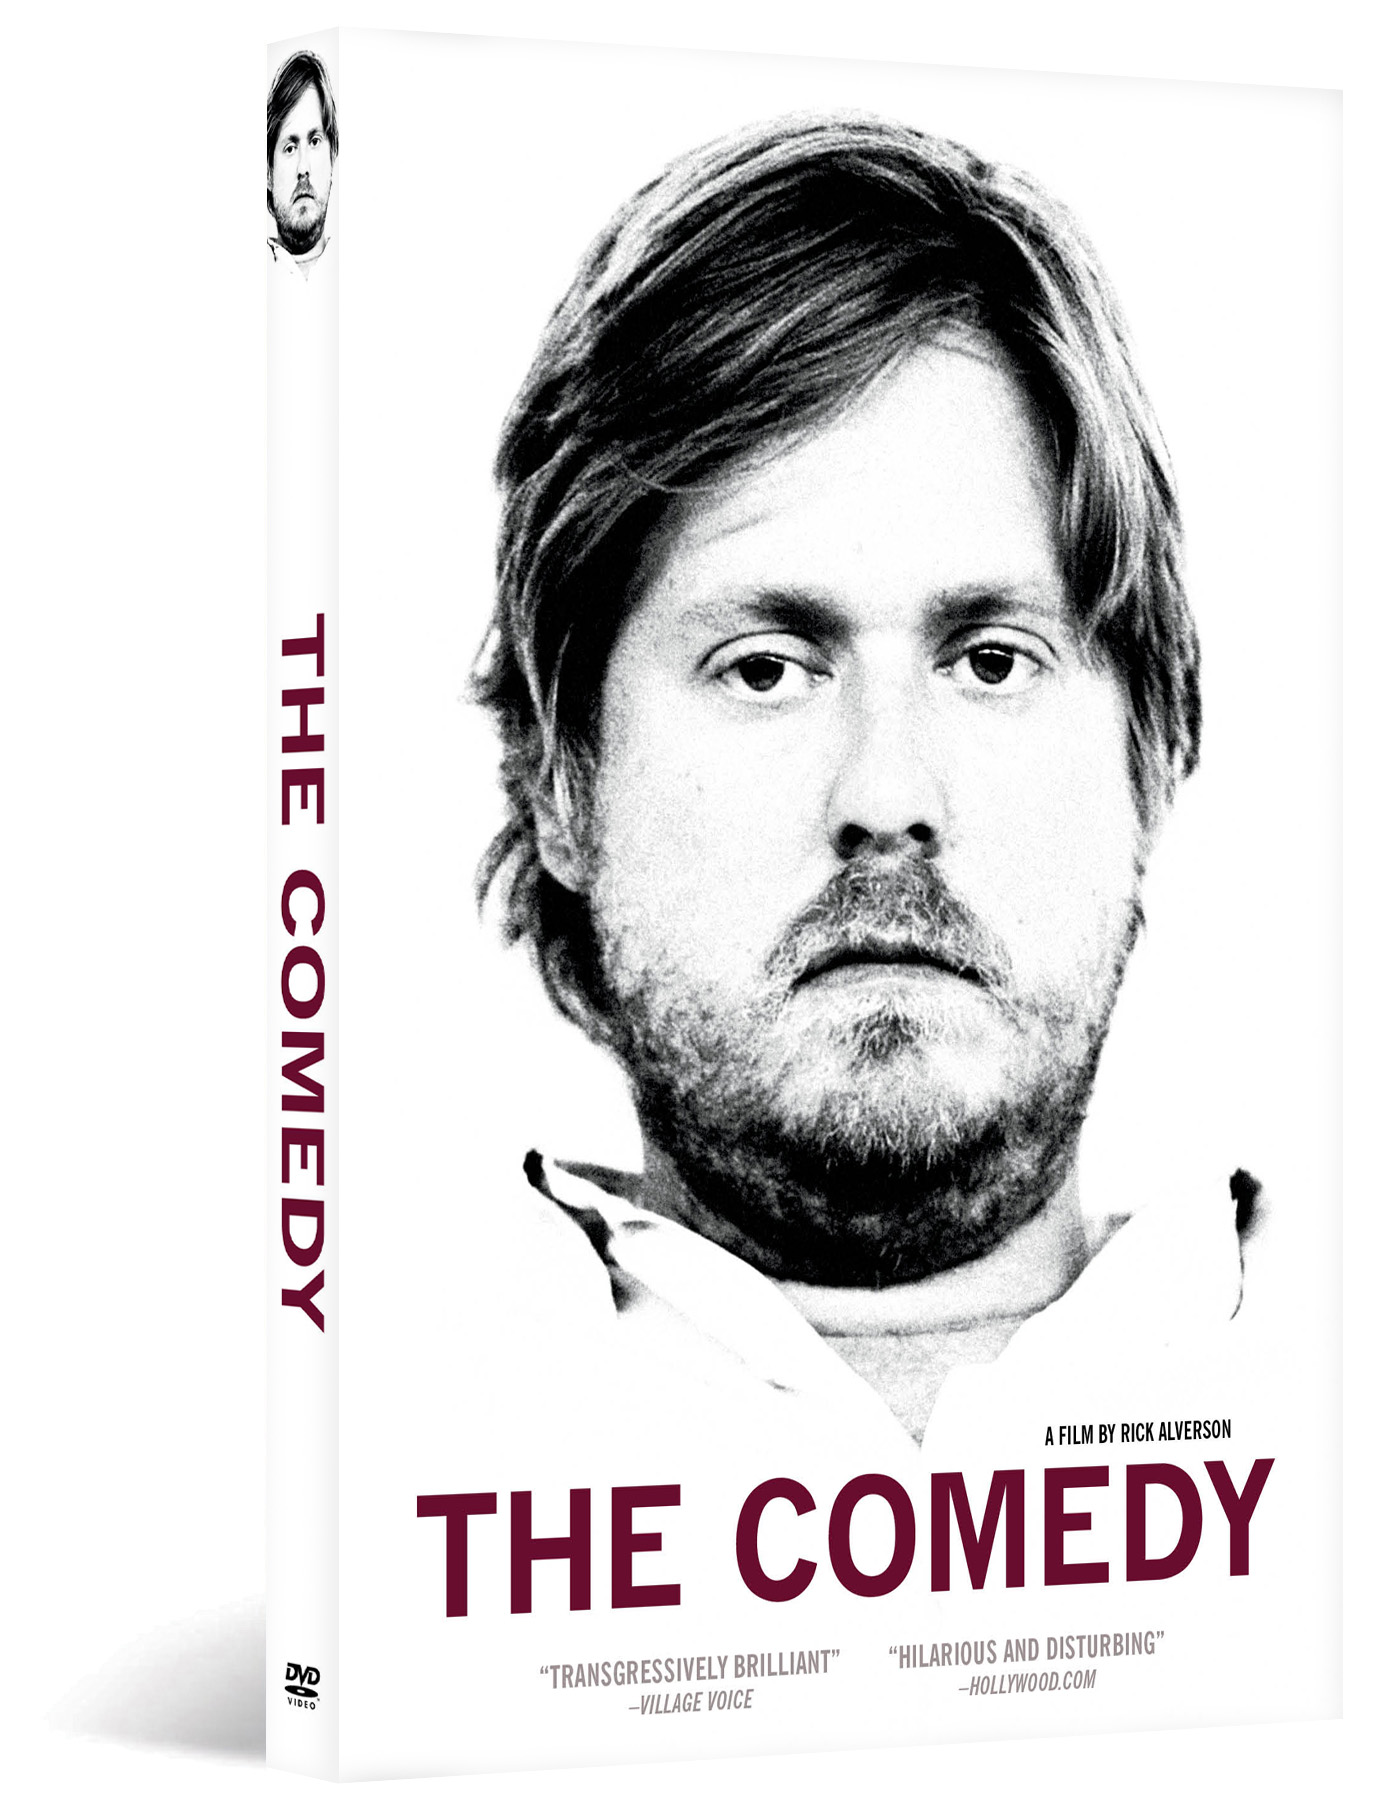 THE COMEDY
DVD
VIDEO
A FILM BY RICK ALVERSON
THE COMEDY
“TRANSGRESSIVELY BRILLIANT”
–VILLAGE VOICE
“HILARIOUS AND DISTURBING”
–HOLLYWOOD.COM